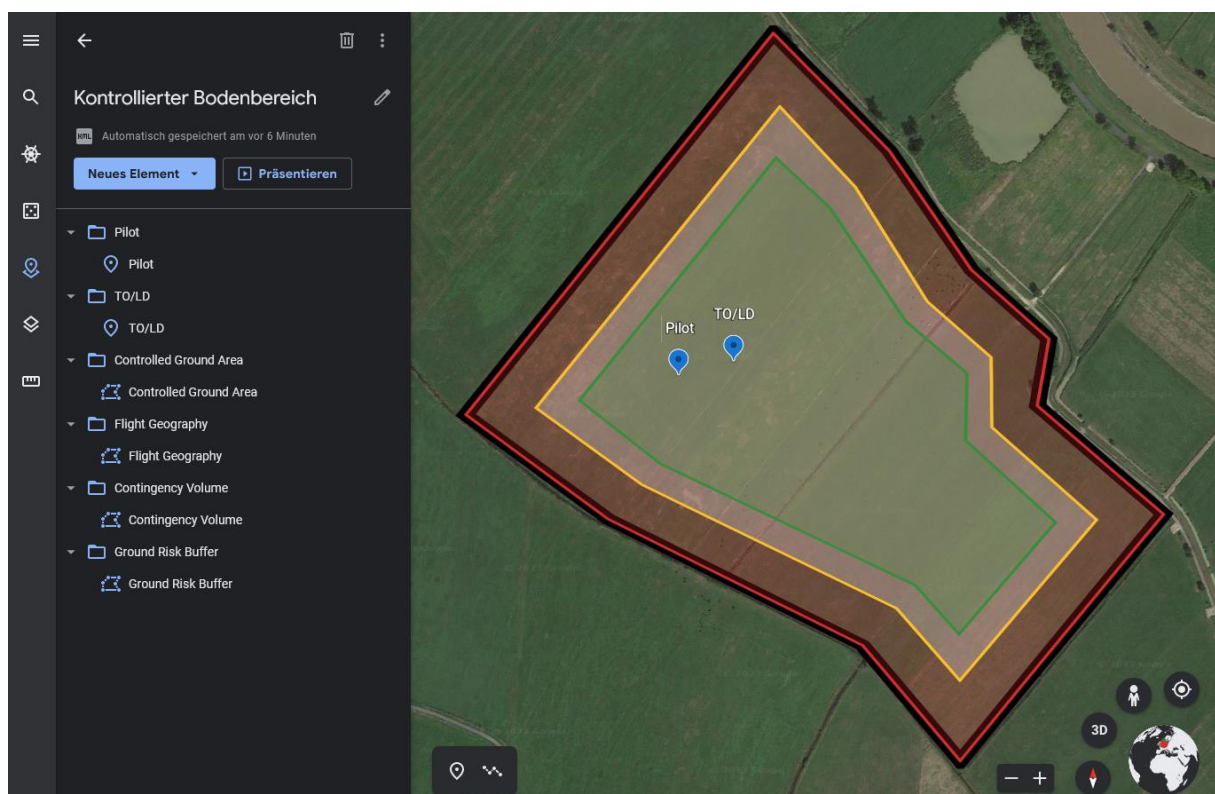 Kontrollierter Bodenbereich
KML Automatisch gespeichert am vor 6 Minuten
Neues Element
Präsentieren
Pilot
Pilot
TO/LD
TO/LD
Controlled Ground Area
Controlled Ground Area
Flight Geography
Flight Geography
Contingency Volume
Contingency Volume
Ground Risk Buffer
Ground Risk Buffer
TO/LD
Pilot
3D